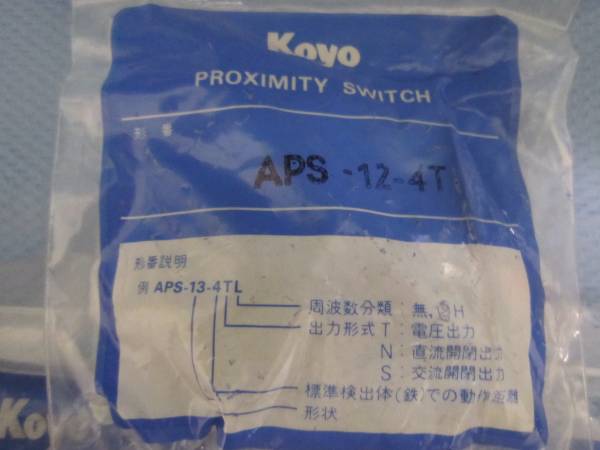 Koyo
PROXIMITY SWITCH
形番
APS-12-4T
形番説明
例 APS-13-4TL
周波数分類:無, H
出力形式 T:電圧出力
N:直流開閉出力
S:交流開閉出力
標準検出体(鉄)での動作距離
形状
Koyo